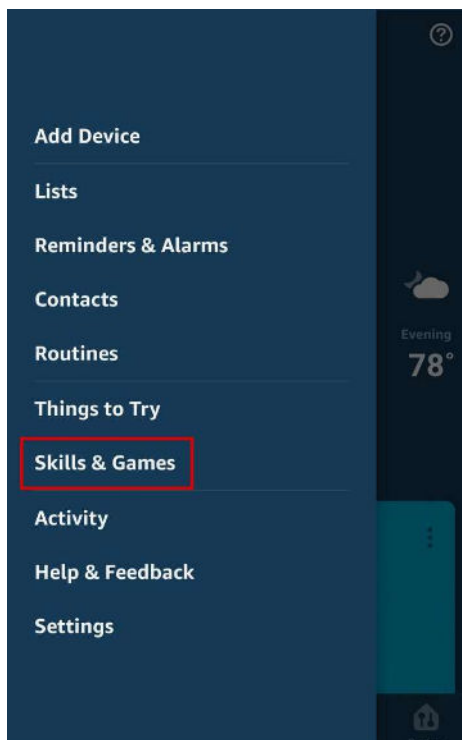 ?
Add Device
Lists
Reminders & Alarms
Contacts
Routines
Evening
78°
Things to Try
Skills & Games
Activity
Help & Feedback
Settings